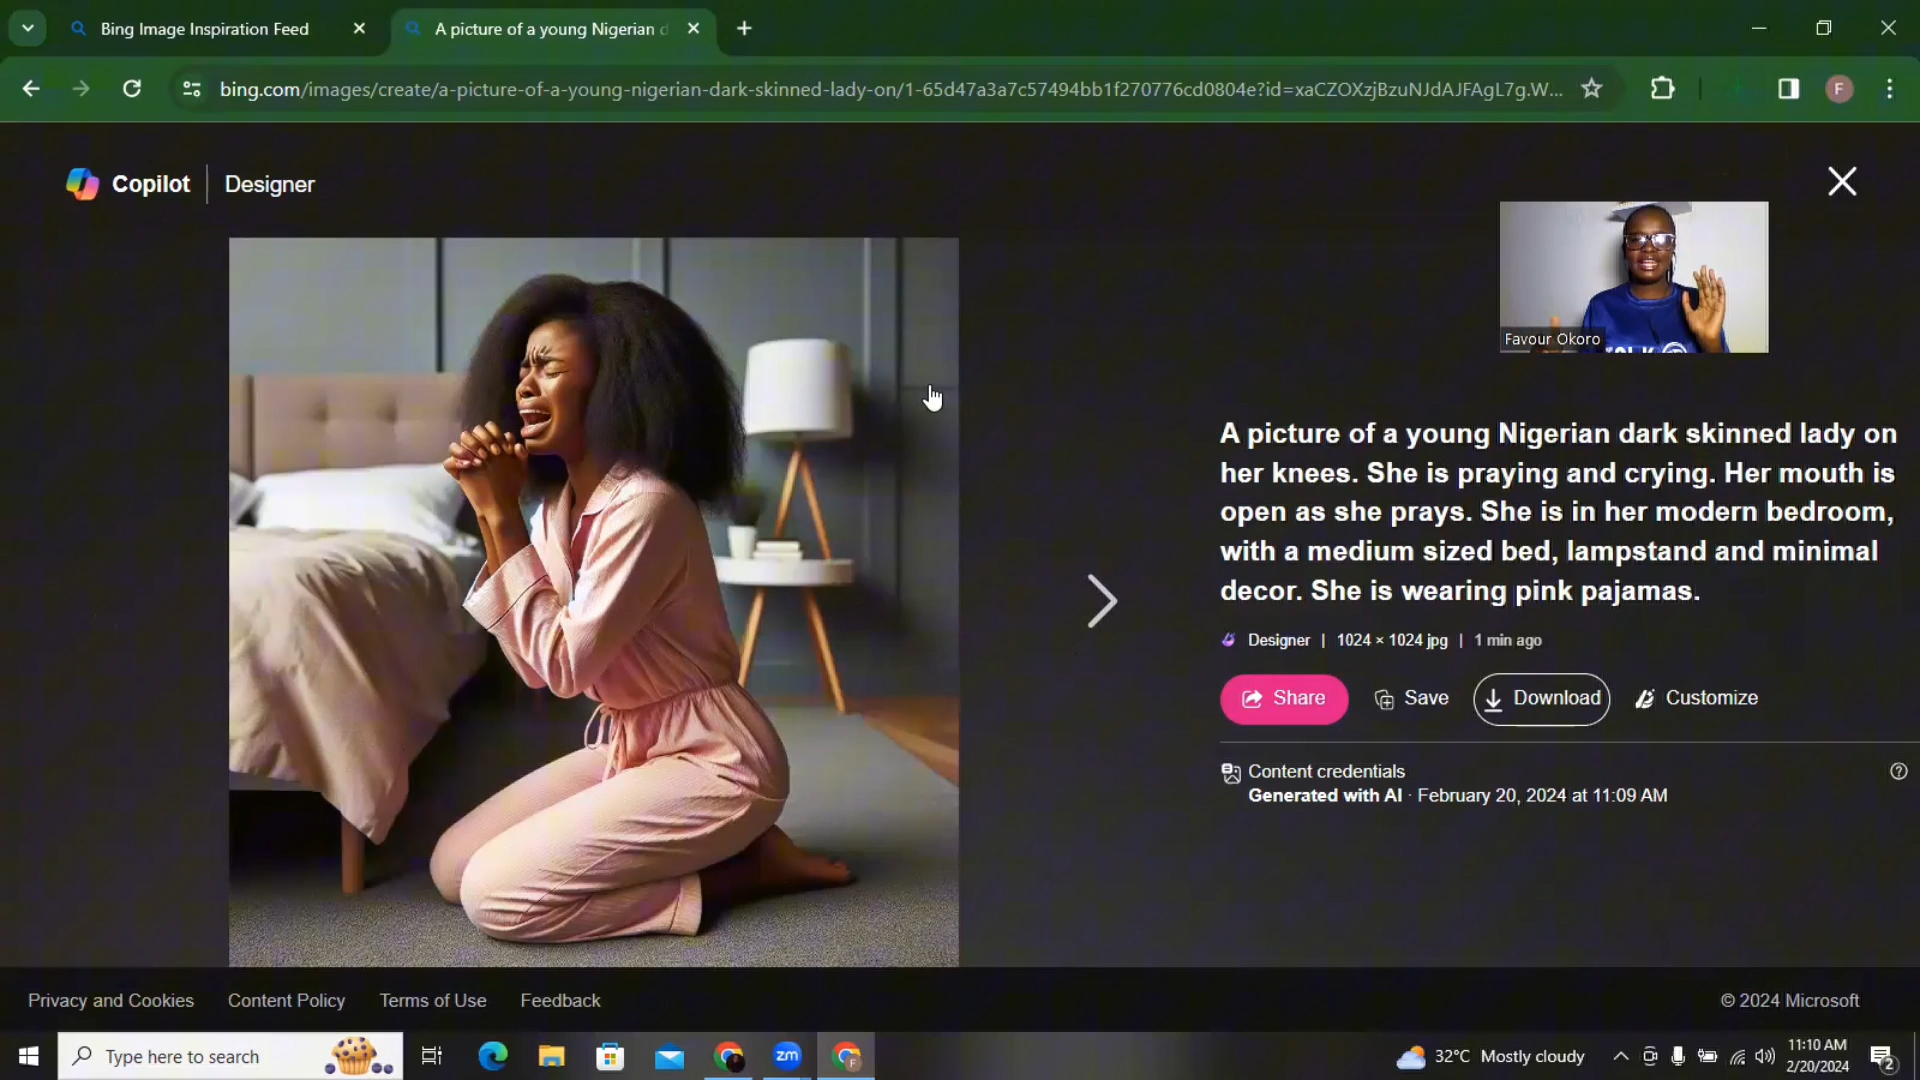 Bing Image Inspiration Feed
A picture of a young Nigerian d
bing.com/images/create/a-picture-of-a-young-nigerian-dark-skinned-lady-on/1-65d47a3a7c57494bb1f270776cd0804e?id=xaCZOXzjBzuNJdAJFAgL7g.W...
F
Copilot
Designer
Favour Okoro
A picture of a young Nigerian dark skinned lady on
her knees. She is praying and crying. Her mouth is
open as she prays. She is in her modern bedroom,
with a medium sized bed, lampstand and minimal
decor. She is wearing pink pajamas.
Designer | 1024 × 1024 jpg | 1 min ago
Share
Save
Download
Customize
Content credentials
Generated with AI · February 20, 2024 at 11:09 AM
Privacy and Cookies
Content Policy
Terms of Use
Feedback
© 2024 Microsoft
Type here to search
zm
F
32°C Mostly cloudy
11:10 AM
2/20/2024
2